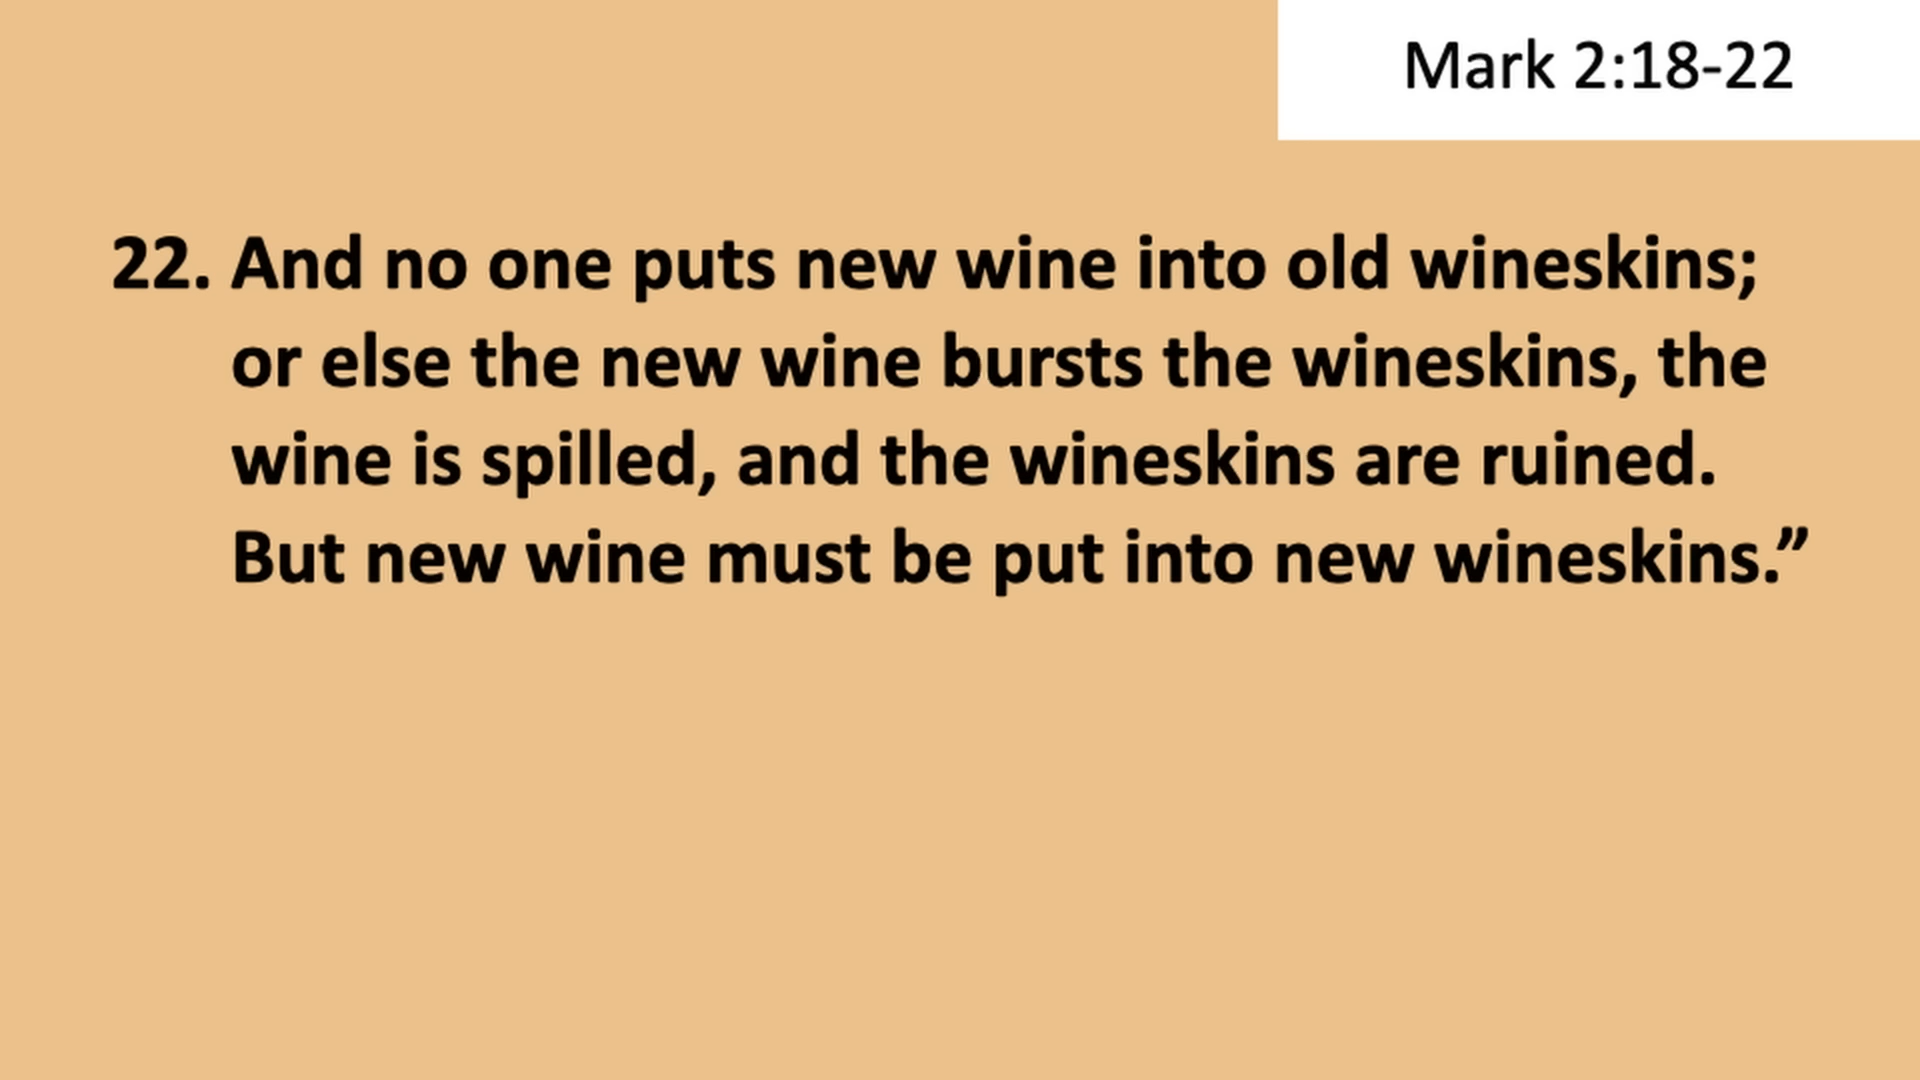 Mark 2:18-22
22. And no one puts new wine into old wineskins;
or else the new wine bursts the wineskins, the
wine is spilled, and the wineskins are ruined.
But new wine must be put into new wineskins.”